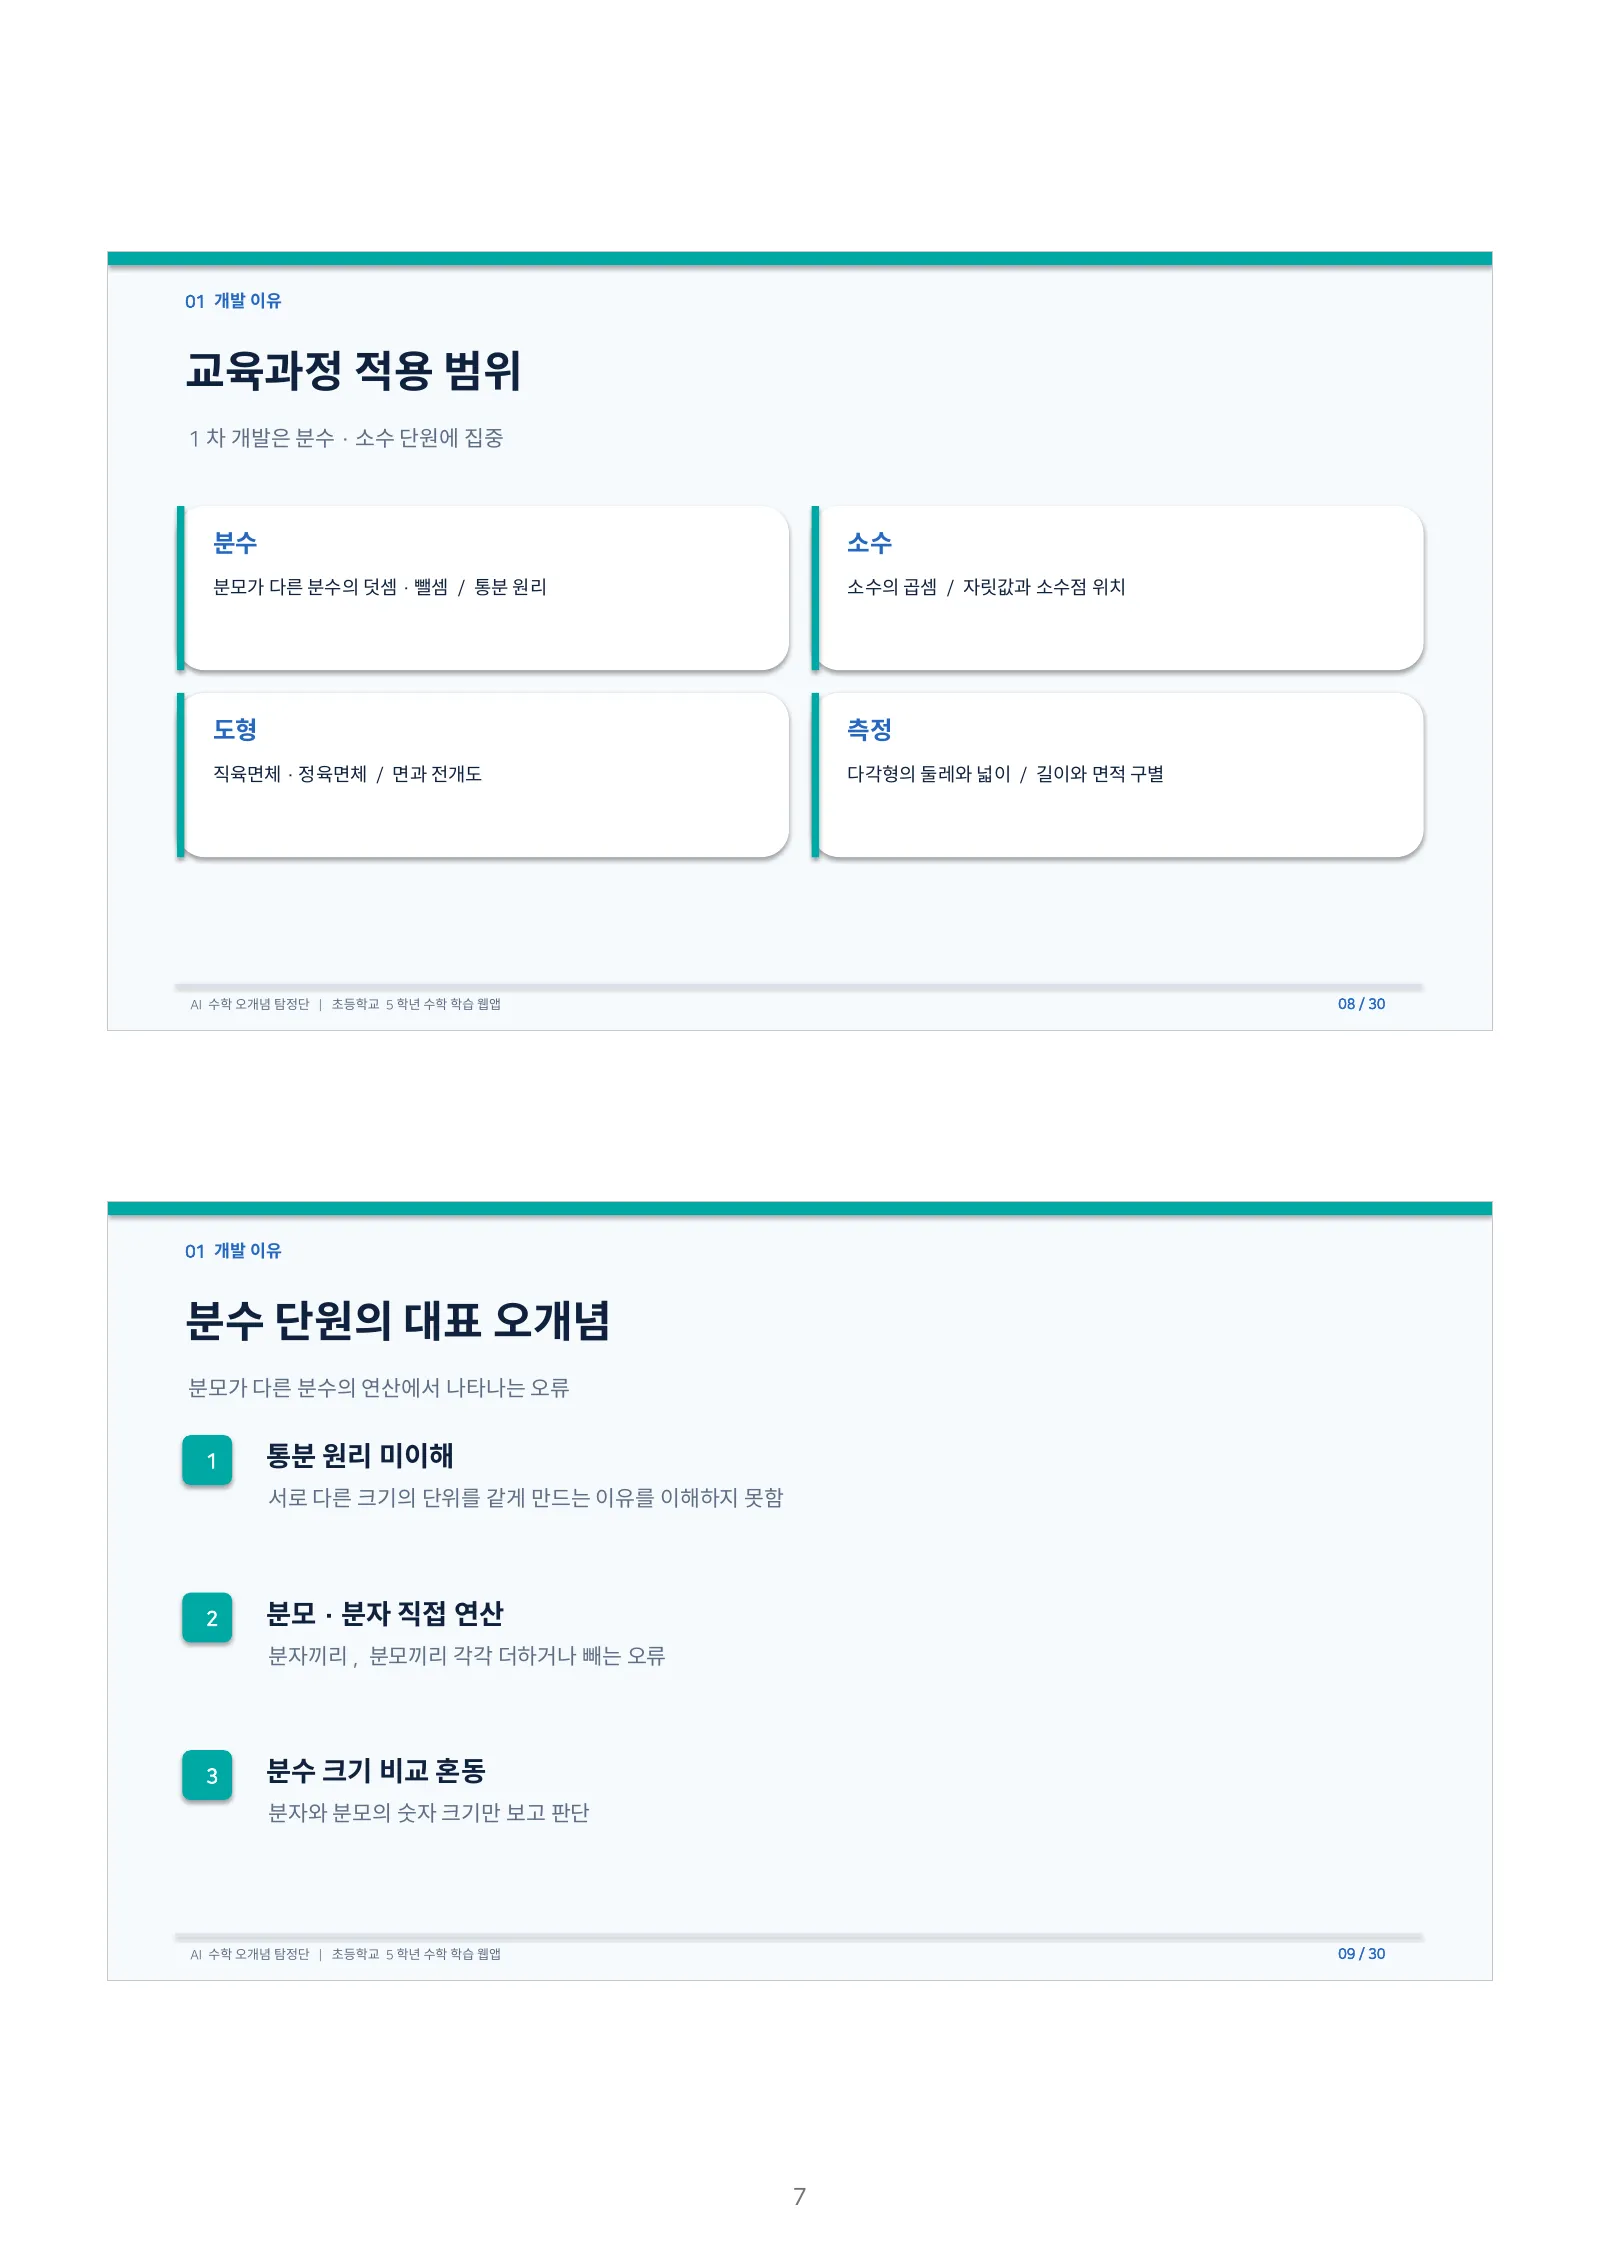 01 개발 이유
교육과정 적용 범위
1 차 개발은 분수 · 소수 단원에 집중
분수
분모가 다른 분수의 덧셈 · 뺄셈 / 통분 원리
소수
소수의 곱셈 / 자릿값과 소수점 위치
도형
직육면체 · 정육면체 / 면과 전개도
측정
다각형의 둘레와 넓이 / 길이와 면적 구별
AI 수학 오개념 탐정단 | 초등학교 5 학년 수학 학습 웹앱
08 / 30
01 개발 이유
분수 단원의 대표 오개념
분모가 다른 분수의 연산에서 나타나는 오류
1
통분 원리 미이해
서로 다른 크기의 단위를 같게 만드는 이유를 이해하지 못함
2
분모 · 분자 직접 연산
분자끼리 , 분모끼리 각각 더하거나 빼는 오류
3
분수 크기 비교 혼동
분자와 분모의 숫자 크기만 보고 판단
AI 수학 오개념 탐정단 | 초등학교 5 학년 수학 학습 웹앱
09 / 30
7